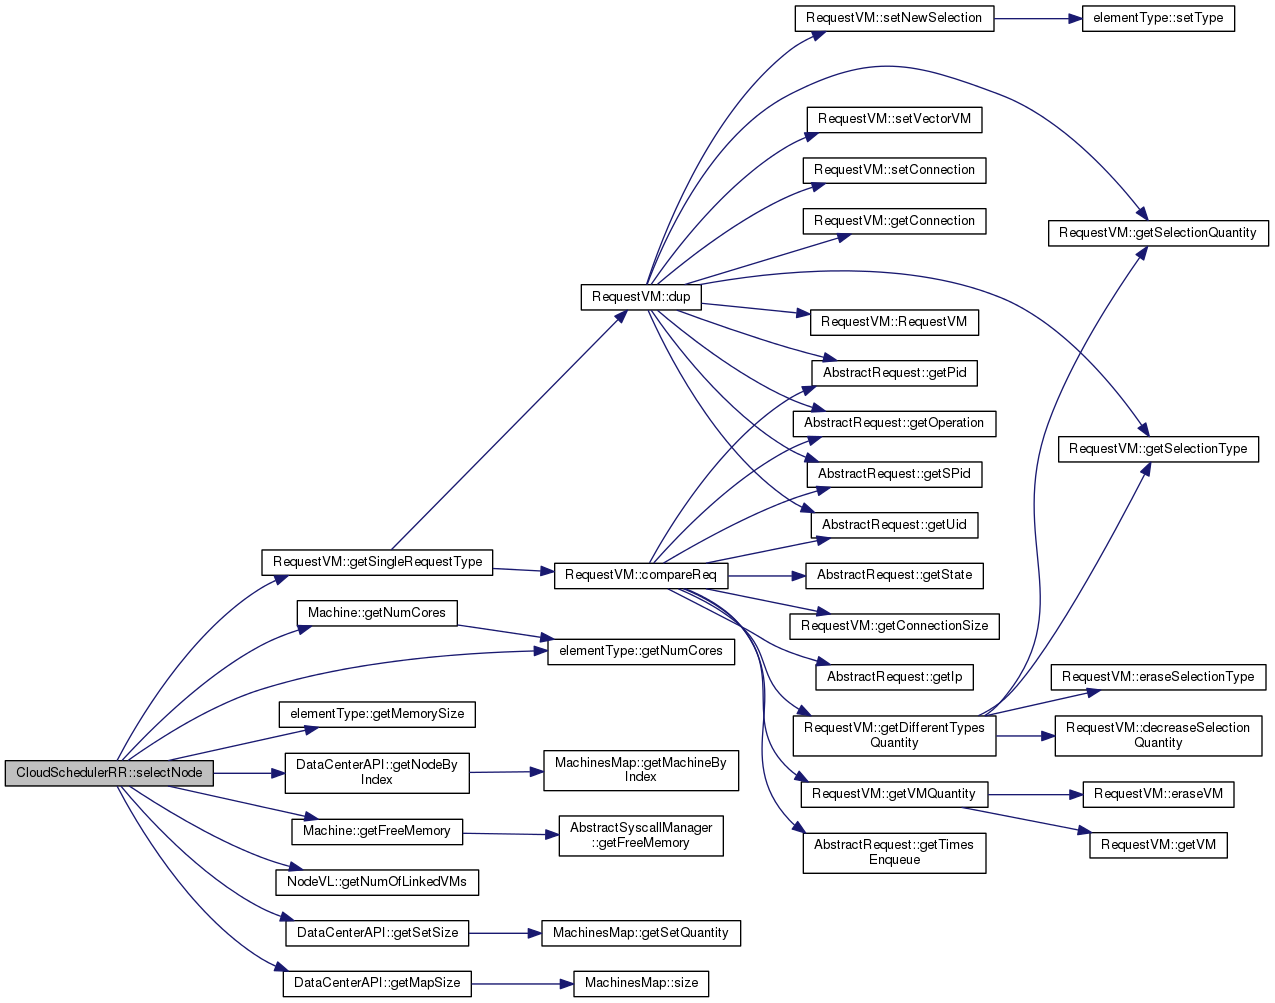 RequestVM::setNewSelection
elementType::setType
RequestVM::setVectorVM
RequestVM::setConnection
RequestVM::getConnection
RequestVM::getSelectionQuantity
RequestVM::dup
RequestVM::RequestVM
AbstractRequest::getPid
AbstractRequest::getOperation
RequestVM::getSelectionType
AbstractRequest::getSPid
AbstractRequest::getUid
RequestVM::getSingleRequestType
RequestVM::compareReq
AbstractRequest::getState
Machine::getNumCores
RequestVM::getConnectionSize
elementType::getNumCores
AbstractRequest::getIp
RequestVM::eraseSelectionType
elementType::getMemorySize
RequestVM::getDifferentTypes
Quantity
RequestVM::decreaseSelection
Quantity
CloudSchedulerRR::selectNode
DataCenterAPI::getNodeBy
Index
MachinesMap::getMachineBy
Index
RequestVM::getVMQuantity
RequestVM::eraseVM
Machine::getFreeMemory
AbstractSyscallManager
::getFreeMemory
RequestVM::getVM
AbstractRequest::getTimes
Enqueue
NodeVL::getNumOfLinkedVMs
DataCenterAPI::getSetSize
MachinesMap::getSetQuantity
DataCenterAPI::getMapSize
MachinesMap::size